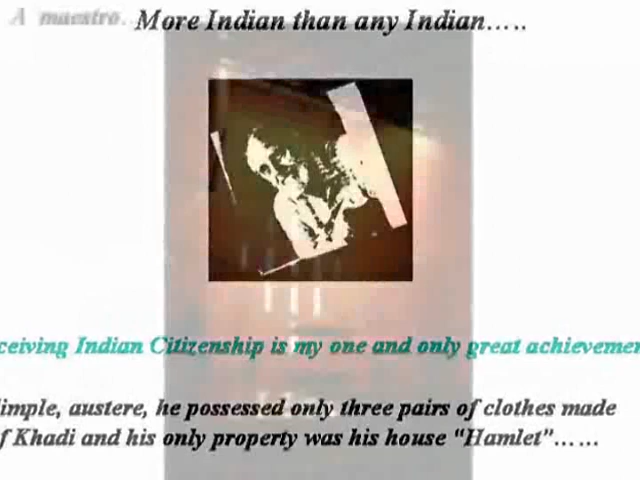 A maestro..
More Indian than any Indian…..
ceiving Indian Citizenship is my one and only great achievemen
imple, austere, he possessed only three pairs of clothes made
f Khadi and his only property was his house “Hamlet”……